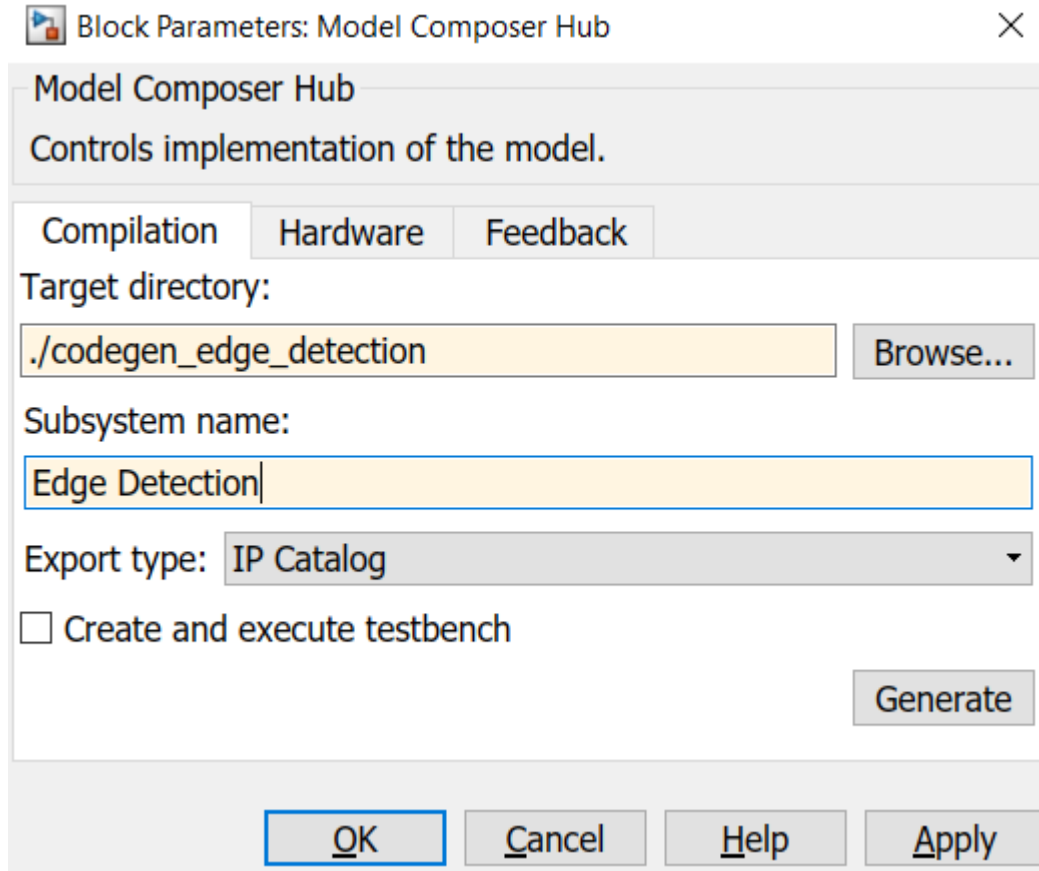 Block Parameters: Model Composer Hub
Model Composer Hub
Controls implementation of the model.
Compilation Hardware Feedback
Target directory:
./codegen_edge_detection Browse...
Subsystem name:
Edge Detection
Export type: IP Catalog
Create and execute testbench
Generate
OK Cancel Help Apply